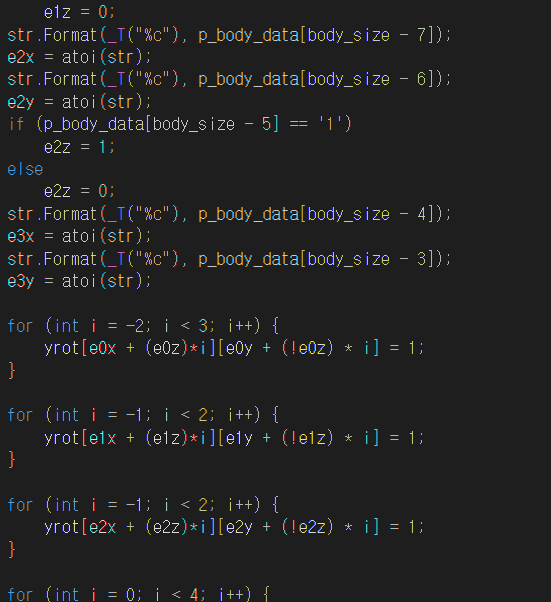 e1z = 0;
str.Format(_T("%c"), p_body_data[body_size - 7]);
e2x = atoi(str);
str.Format(_T("%c"), p_body_data[body_size - 6]);
e2y = atoi(str);
if (p_body_data[body_size - 5] == '1')
e2z = 1;
else
e2z = 0;
str.Format(_T("%c"), p_body_data[body_size - 4]);
e3x = atoi(str);
str.Format(_T("%c"), p_body_data[body_size - 3]);
e3y = atoi(str);
for (int i = -2; i < 3; i++) {
yrot[e0x + (e0z)*i][e0y + (!e0z) * i] = 1;
}
for (int i = -1; i < 2; i++) {
yrot[e1x + (e1z)*i][e1y + (!e1z) * i] = 1;
}
for (int i = -1; i < 2; i++) {
yrot[e2x + (e2z)*i][e2y + (!e2z) * i] = 1;
}
for (int i = 0; i < 4; i++) {